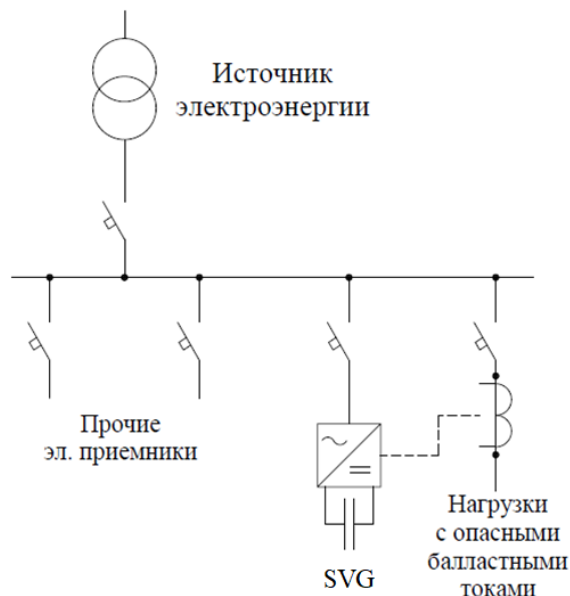 Источник
электроэнергии
Прочие
эл. приемники
SVG
Нагрузки
с опасными
балластными
токами